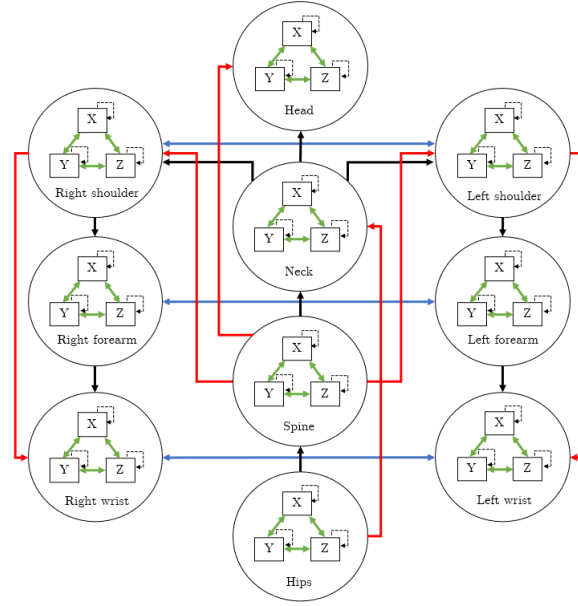 X
Y Z
Head
X
Y Z
Right shoulder
X
Y Z
Left shoulder
X
Y Z
Neck
X
Y Z
Right forearm
X
Y Z
Left forearm
X
Y Z
Spine
X
Y Z
Right wrist
X
Y Z
Left wrist
X
Y Z
Hips